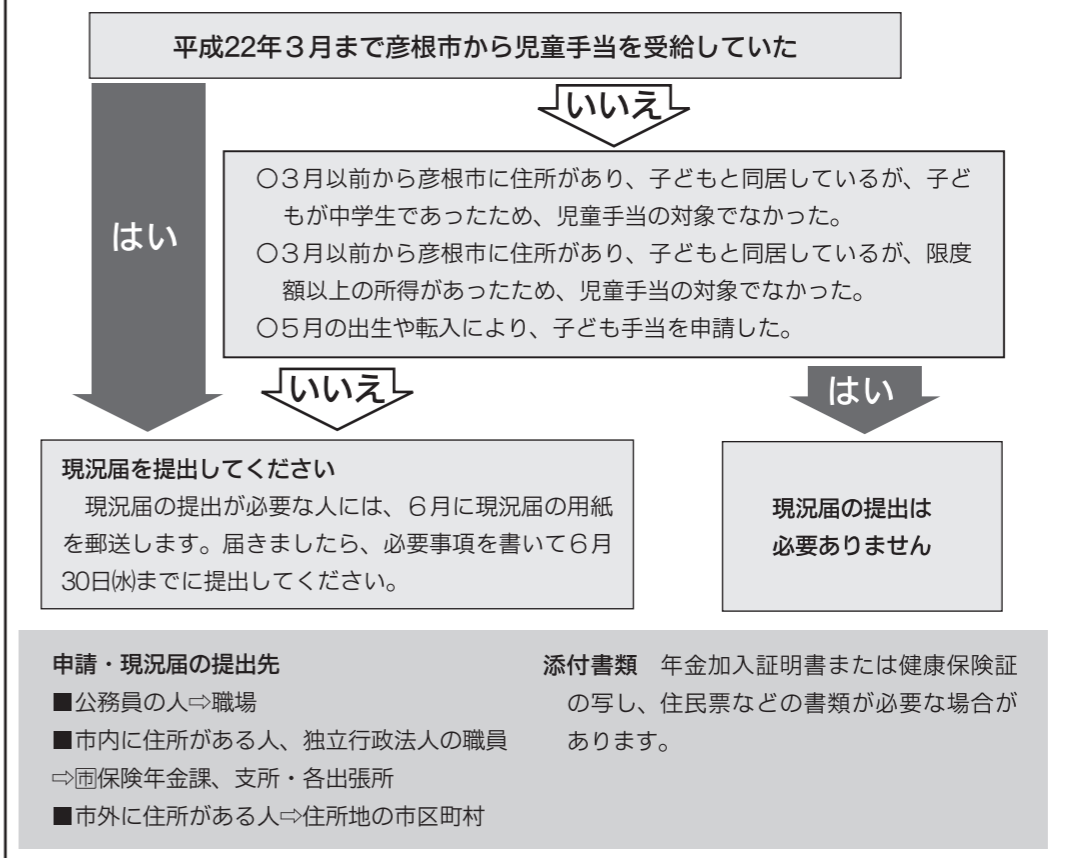 平成22年３月まで彦根市から児童手当を受給していた
いいえ
はい
○３月以前から彦根市に住所があり、子どもと同居しているが、子ど
もが中学生であったため、児童手当の対象でなかった。
○３月以前から彦根市に住所があり、子どもと同居しているが、限度
額以上の所得があったため、児童手当の対象でなかった。
○５月の出生や転入により、子ども手当を申請した。
いいえ
はい
現況届を提出してください
現況届の提出が必要な人には、６月に現況届の用紙
を郵送します。届きましたら、必要事項を書いて６月
30日㈬までに提出してください。
現況届の提出は
必要ありません
申請・現況届の提出先
■公務員の人⇨職場
■市内に住所がある人、独立行政法人の職員
⇨市保険年金課、支所・各出張所
■市外に住所がある人⇨住所地の市区町村
添付書類　年金加入証明書または健康保険証
の写し、住民票などの書類が必要な場合が
あります。